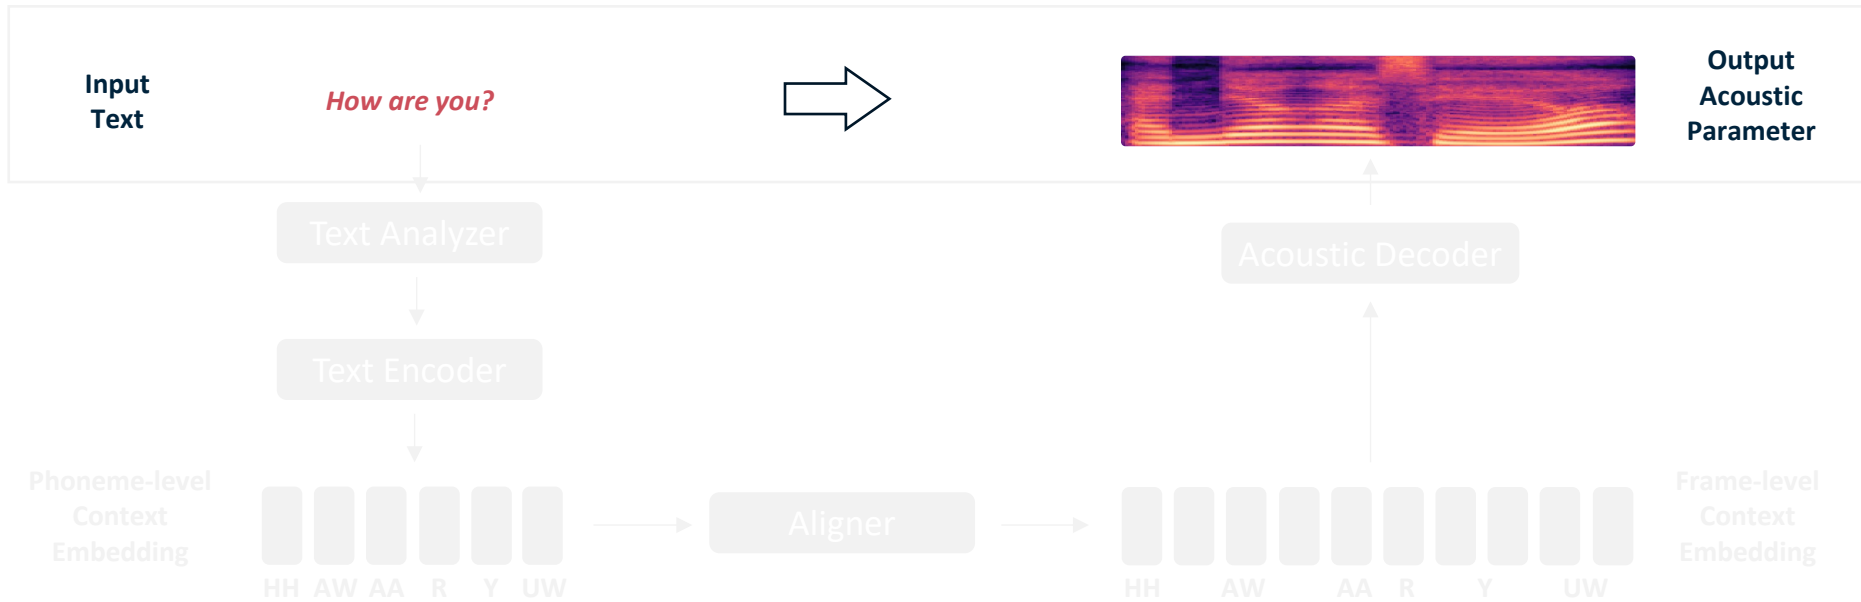 Input
Text
How are you?
Output
Acoustic
Parameter
Text Analyzer
Acoustic Decoder
Text Encoder
Phoneme-level
Context
Embedding
Aligner
Frame-level
Context
Embedding
HH AW AA R Y UW
HH AW AA R Y UW